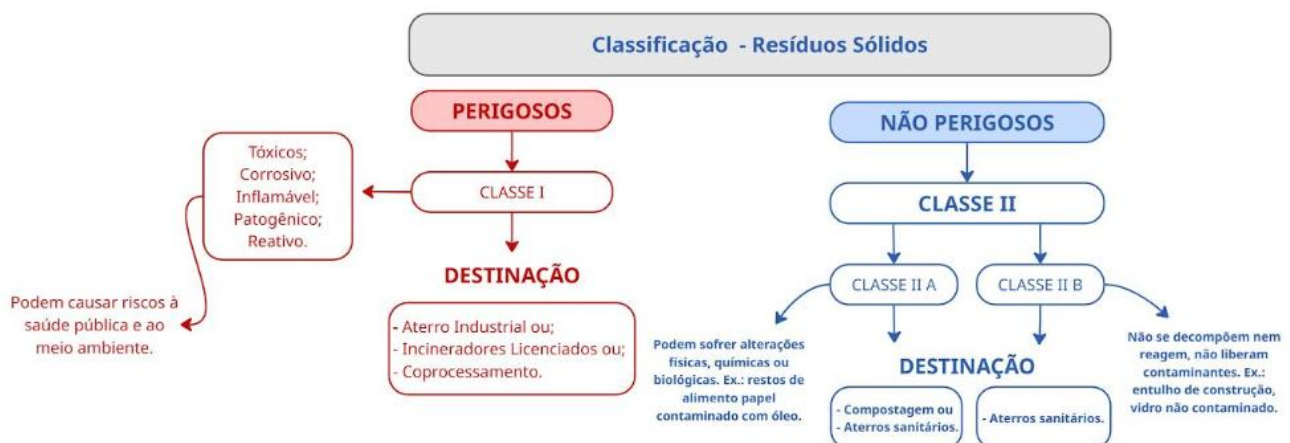 Classificação - Resíduos Sólidos
PERIGOSOS
Tóxicos;
Corrosivo;
Inflamável;
Patogênico;
Reativo.
CLASSE I
DESTINAÇÃO
Podem causar riscos à
saúde pública e ao
meio ambiente.
- Aterro Industrial ou;
- Incineradores Licenciados ou;
- Coprocessamento.
NÃO PERIGOSOS
CLASSE II
CLASSE II A
CLASSE II B
Podem sofrer alterações
físicas, químicas ou
biológicas. Ex.: restos de
alimento papel
contaminado com óleo.
Não se decompõem nem
reagem, não liberam
contaminantes. Ex.:
entulho de construção,
vidro não contaminado.
DESTINAÇÃO
- Compostagem ou
- Aterros sanitários.
- Aterros sanitários.